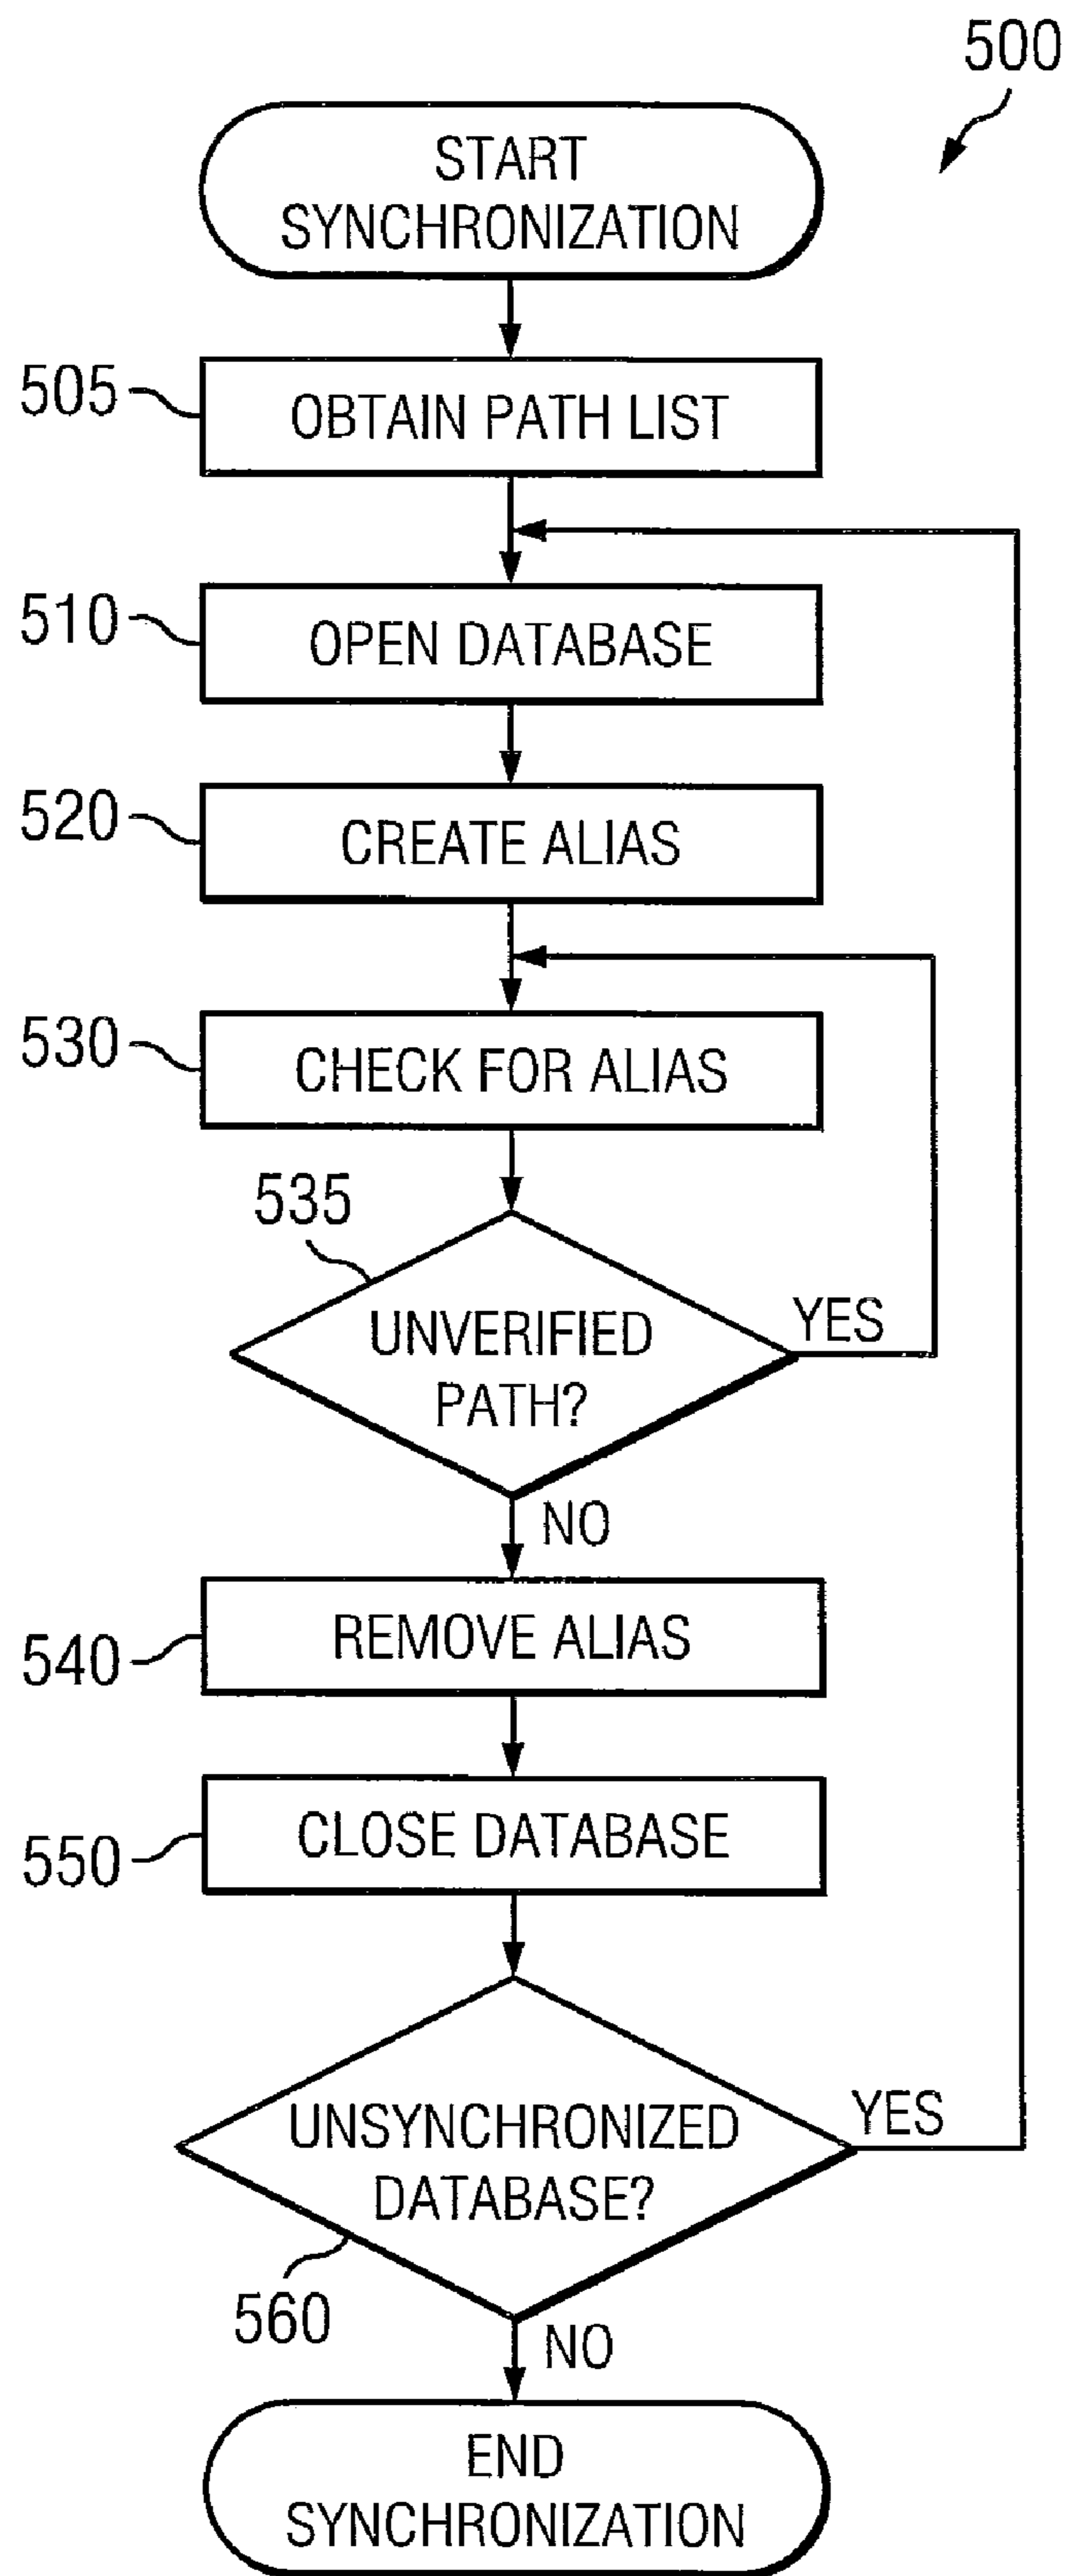 500
START
SYNCHRONIZATION
505
OBTAIN PATH LIST
510
OPEN DATABASE
520
CREATE ALIAS
530
CHECK FOR ALIAS
535
UNVERIFIED
PATH?
YES
NO
540
REMOVE ALIAS
550
CLOSE DATABASE
UNSYNCHRONIZED
DATABASE?
YES
560
NO
END
SYNCHRONIZATION